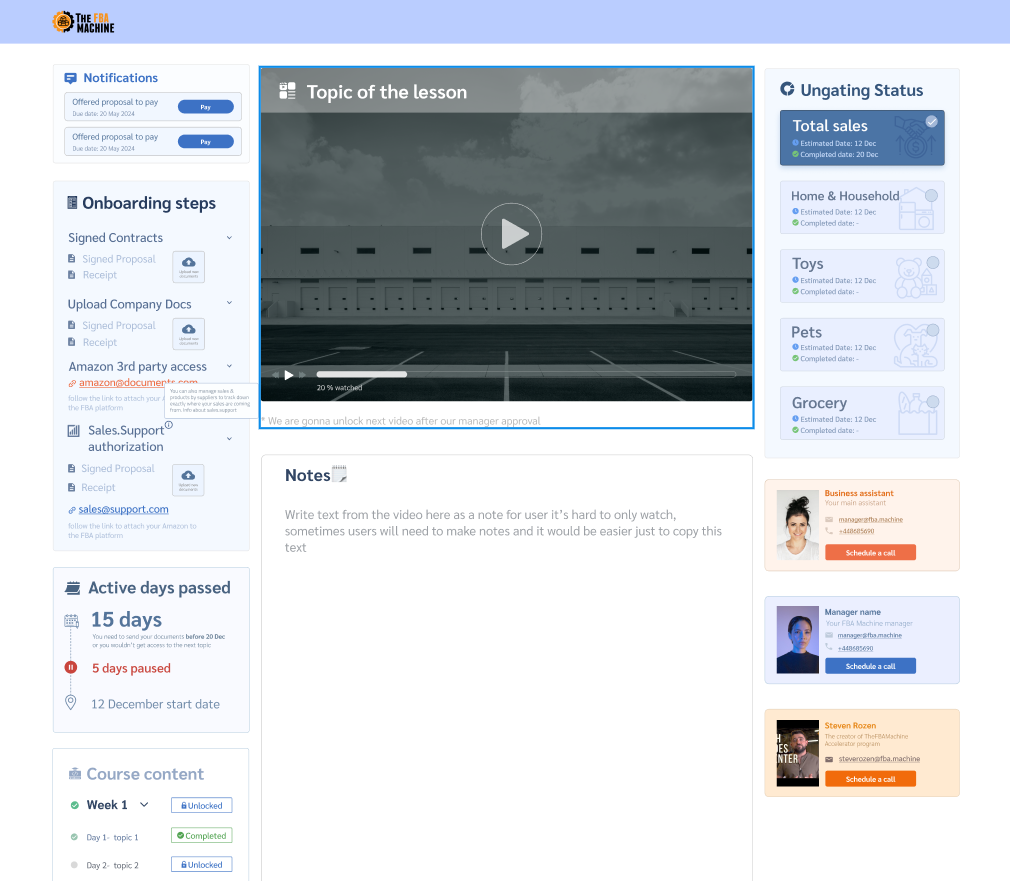 THE FBA
MACHINE
Notifications
Offered proposal to pay
Due date: 20 May 2024
Pay
Offered proposal to pay
Due date: 20 May 2024
Pay
Onboarding steps
Signed Contracts
Signed Proposal
Receipt
Upload new
documents
Upload Company Docs
Signed Proposal
Receipt
Upload new
documents
Amazon 3rd party access
amazon@documents.com
follow the link to attach your A
the FBA platform
You can also manage sales &
products by suppliers to track down
exactly where your sales are coming
from. Info about sales.support
Sales.Support
authorization
Signed Proposal
Receipt
Upload new
documents
sales@support.com
follow the link to attach your Amazon to
the FBA platform
Active days passed
15 days
You need to send your documents before 20 Dec
or you wouldn't get access to the next topic
5 days paused
12 December start date
Course content
Week 1
Unlocked
Day 1- topic 1
Completed
Day 2- topic 2
Unlocked
Topic of the lesson
20 % watched
* We are gonna unlock next video after our manager approval
Notes
Write text from the video here as a note for user it's hard to only watch,
sometimes users will need to make notes and it would be easier just to copy this
text
Ungating Status
Total sales
Estimated Date: 12 Dec
Completed date: 20 Dec
Home & Household
Estimated Date: 12 Dec
Completed date: -
Toys
Estimated Date: 12 Dec
Completed date: -
Pets
Estimated Date: 12 Dec
Completed date: -
Grocery
Estimated Date: 12 Dec
Completed date: -
Business assistant
Your main assistant
manager@fba.machine
+448685690
Schedule a call
Manager name
Your FBA Machine manager
manager@fba.machine
+448685690
Schedule a call
Steven Rozen
The creator of TheFBAMachine
Accelerator program
steverozen@fba.machine
Schedule a call